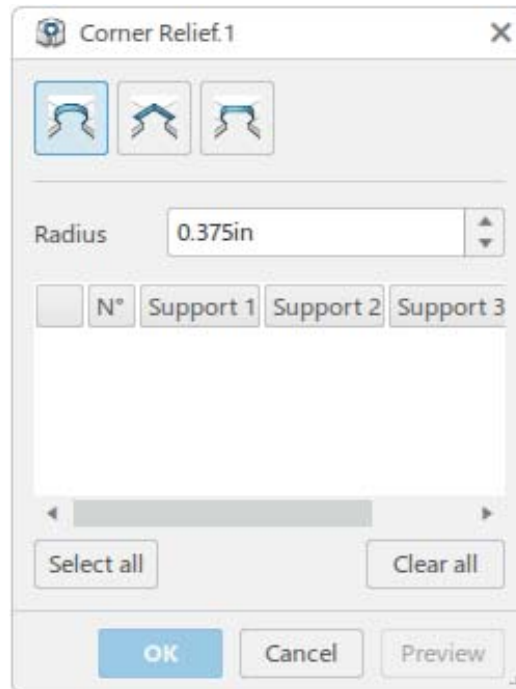 Corner Relief.1
Radius 0.375in
N° Support 1 Support 2 Support 3
Select all Clear all
OK Cancel Preview